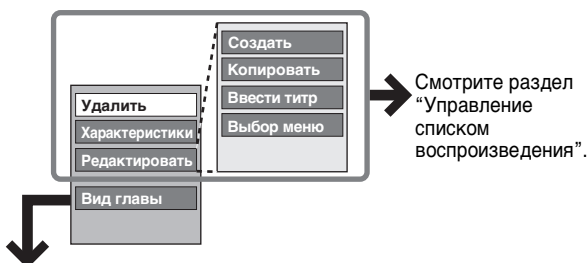 Создать
Копировать
Ввести титр
Выбор меню
Удалить
Характеристики
Редактировать
Вид главы
Смотрите раздел
“Управление
списком
воспроизведения”.